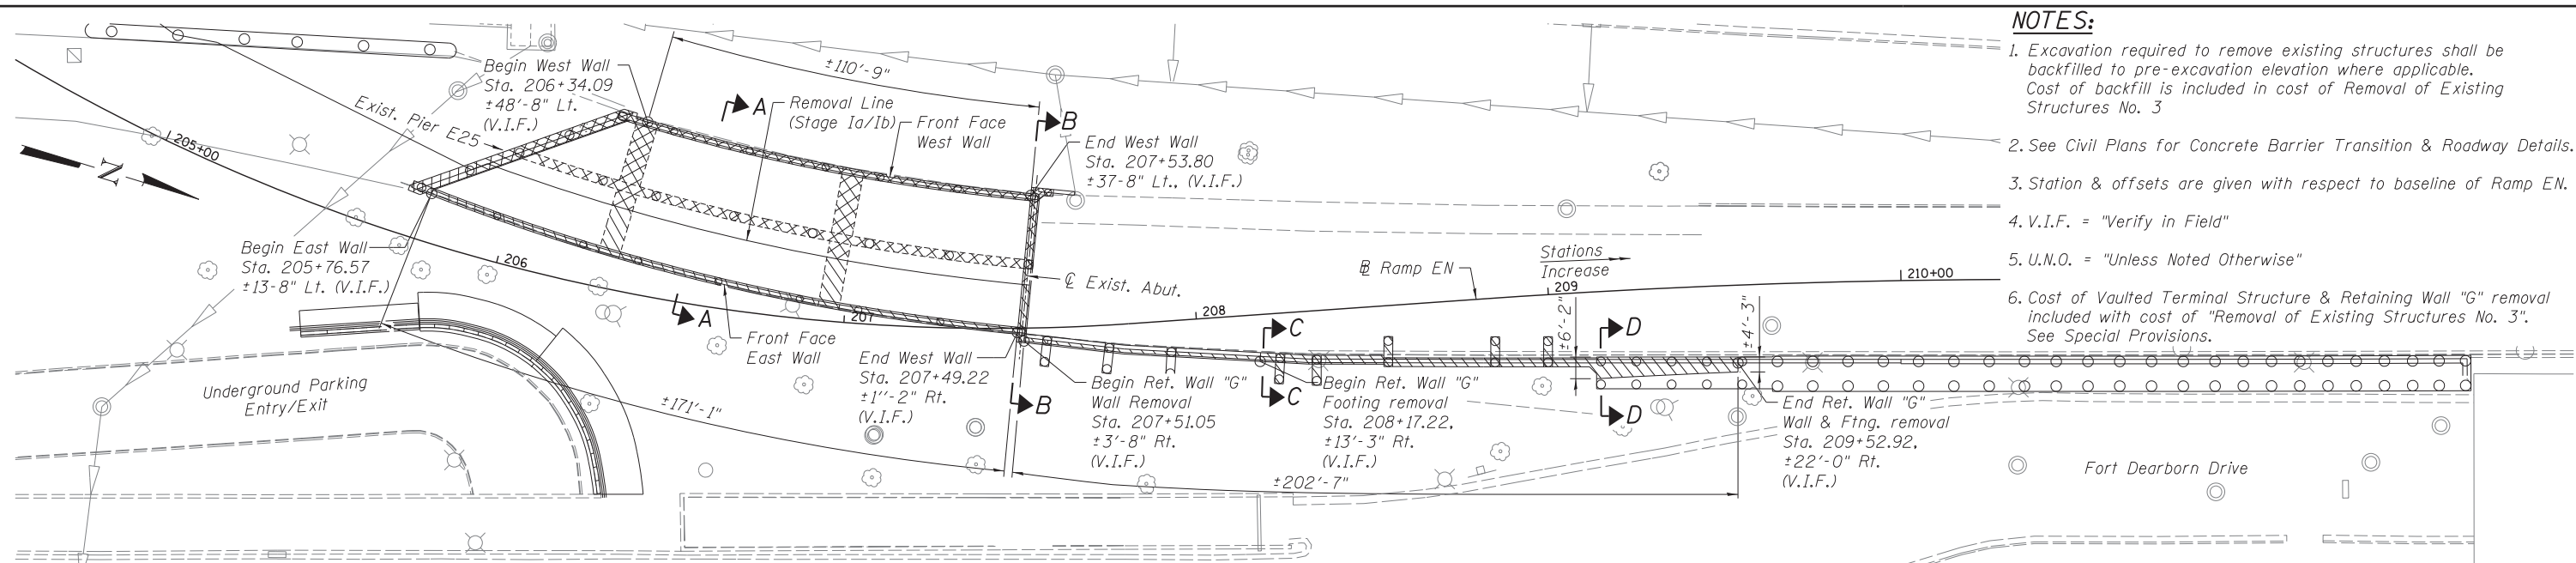 NOTES:
1. Excavation required to remove existing structures shall be
backfilled to pre-excavation elevation where applicable.
Cost of backfill is included in cost of Removal of Existing
Structures No. 3
2. See Civil Plans for Concrete Barrier Transition & Roadway Details.
3. Station & offsets are given with respect to baseline of Ramp EN.
4. V.I.F. = "Verify in Field"
5. U.N.O. = "Unless Noted Otherwise"
6. Cost of Vaulted Terminal Structure & Retaining Wall "G" removal
included with cost of "Removal of Existing Structures No. 3".
See Special Provisions.
Begin West Wall
Sta. 206+34.09
±48'-8" Lt.
(V.I.F.)
±110'-9"
Exist. Pier E25
A
Removal Line
(Stage Ia/Ib)
Front Face
West Wall
B
End West Wall
Sta. 207+53.80
±37-8" Lt., (V.I.F.)
205+00
N
Begin East Wall
Sta. 205+76.57
±13-8" Lt. (V.I.F.)
206
℄ Exist. Abut.
℔ Ramp EN
Stations
Increase
210+00
209
208
207
A
Front Face
East Wall
End West Wall
Sta. 207+49.22
±1''-2" Rt.
(V.I.F.)
B
C
C
±6'-2"
D
D
±4'-3"
Underground Parking
Entry/Exit
±171'-1"
Begin Ret. Wall "G"
Wall Removal
Sta. 207+51.05
±3'-8" Rt.
(V.I.F.)
Begin Ret. Wall "G"
Footing removal
Sta. 208+17.22,
±13'-3" Rt.
(V.I.F.)
End Ret. Wall "G"
Wall & Ftng. removal
Sta. 209+52.92,
±22'-0" Rt.
(V.I.F.)
±202'-7"
Fort Dearborn Drive